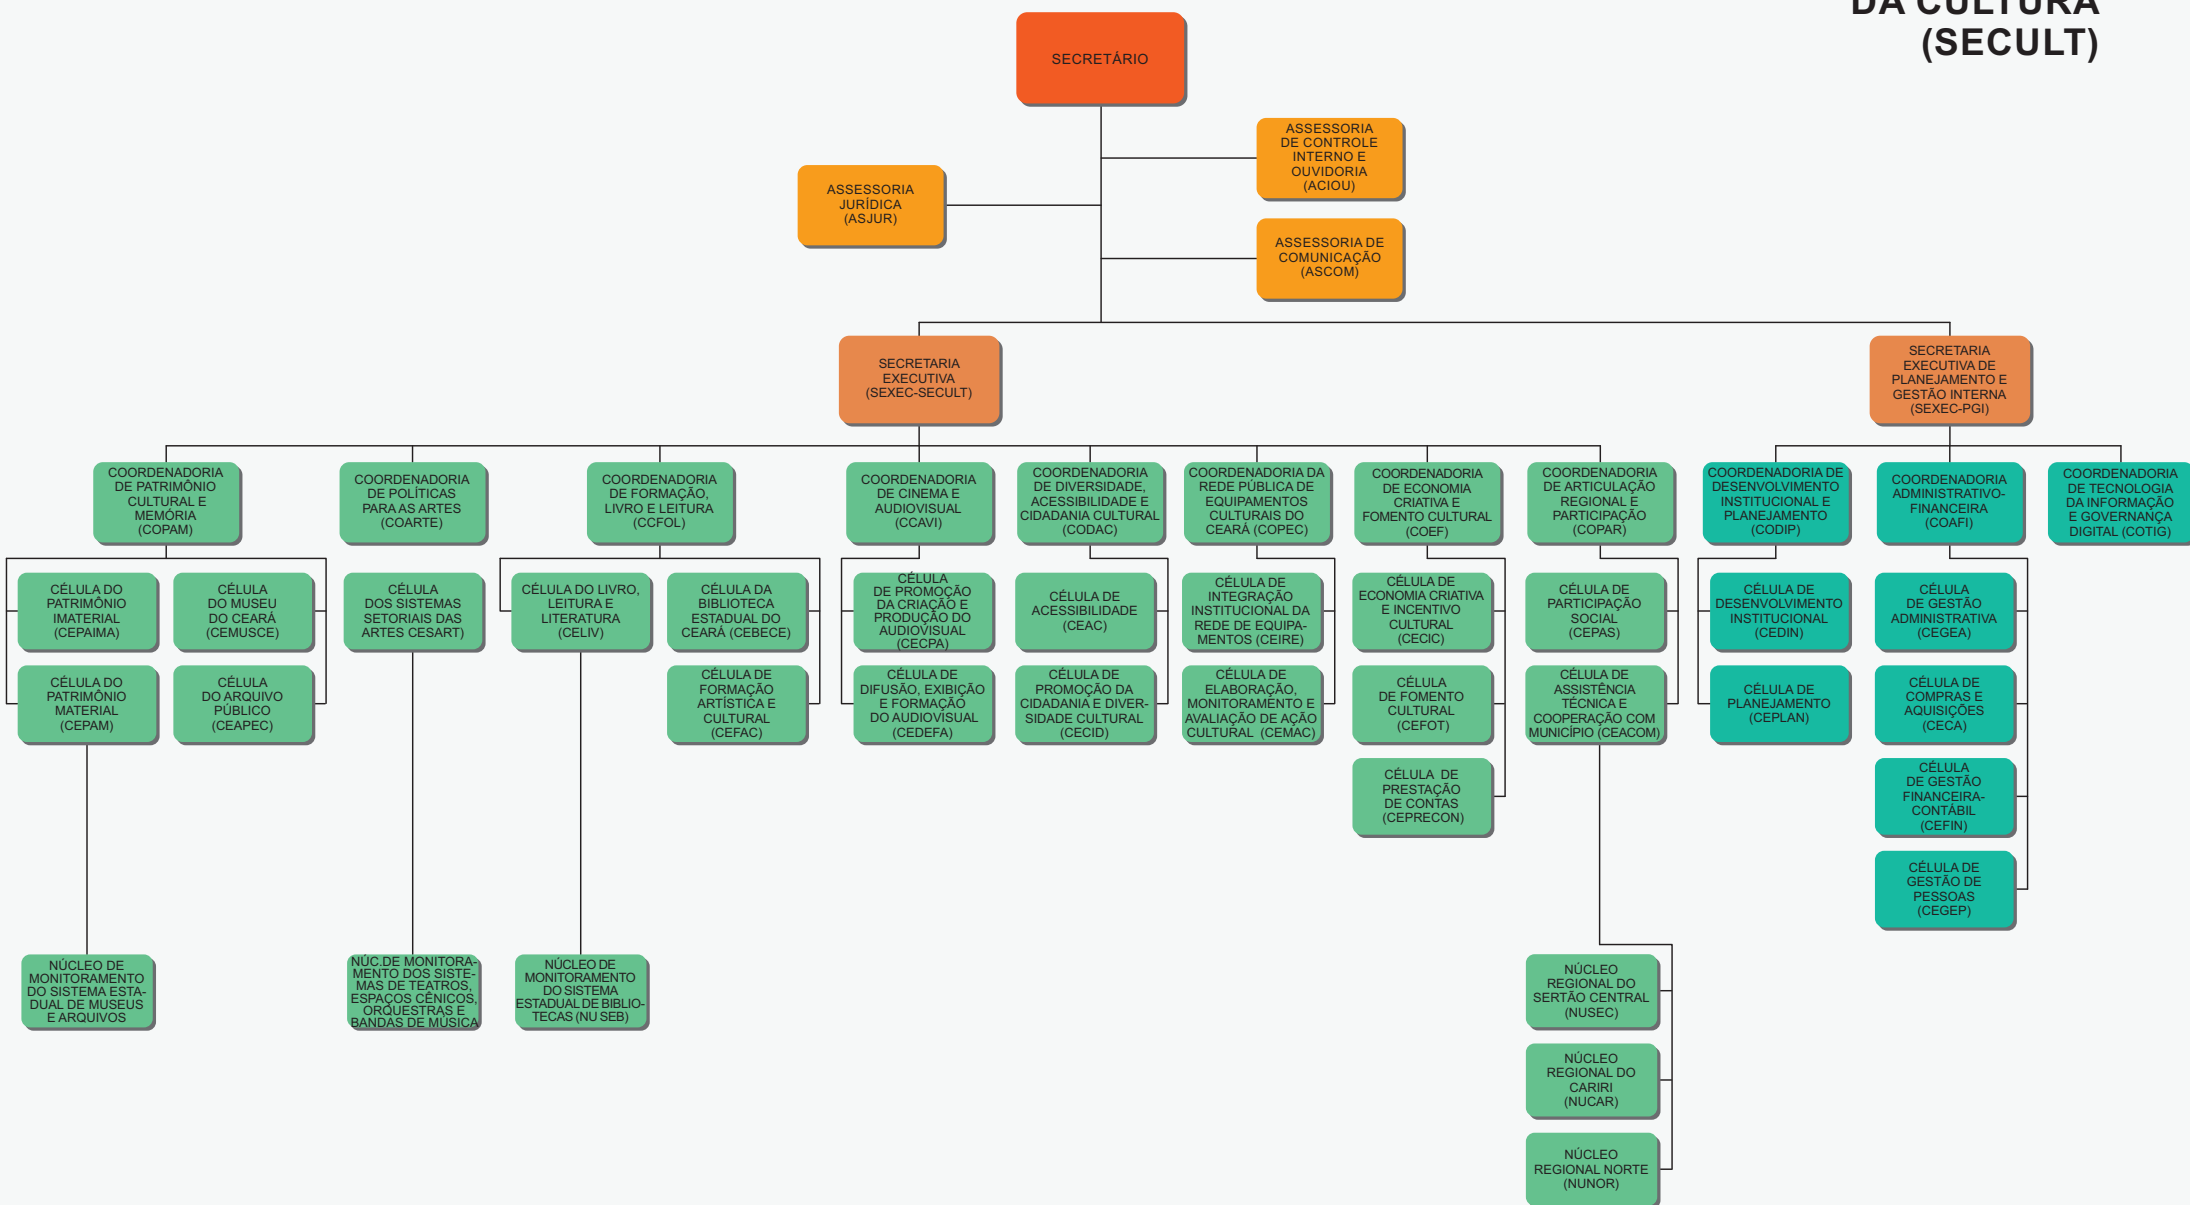 DA CULTURA
(SECULT)
SECRETÁRIO
ASSESSORIA
DE CONTROLE
INTERNO E
OUVIDORIA
(ACIOU)
ASSESSORIA
JURÍDICA
(ASJUR)
ASSESSORIA DE
COMUNICAÇÃO
(ASCOM)
SECRETARIA
EXECUTIVA
(SEXEC-SECULT)
SECRETARIA
EXECUTIVA DE
PLANEJAMENTO E
GESTÃO INTERNA
(SEXEC-PGI)
COORDENADORIA
DE PATRIMÔNIO
CULTURAL E
MEMÓRIA
(COPAM)
COORDENADORIA
DE POLÍTICAS
PARA AS ARTES
(COARTE)
COORDENADORIA
DE FORMAÇÃO,
LIVRO E LEITURA
(CCFOL)
COORDENADORIA
DE CINEMA E
AUDIOVISUAL
(CCAVI)
COORDENADORIA
DE DIVERSIDADE,
ACESSIBILIDADE E
CIDADANIA CULTURAL
(CODAC)
COORDENADORIA DA
REDE PÚBLICA DE
EQUIPAMENTOS
CULTURAIS DO
CEARÁ (COPEC)
COORDENADORIA
DE ECONOMIA
CRIATIVA E
FOMENTO CULTURAL
(COEF)
COORDENADORIA
DE ARTICULAÇÃO
REGIONAL E
PARTICIPAÇÃO
(COPAR)
COORDENADORIA DE
DESENVOLVIMENTO
INSTITUCIONAL E
PLANEJAMENTO
(CODIP)
COORDENADORIA
ADMINISTRATIVO-
FINANCEIRA
(COAFI)
COORDENADORIA
DE TECNOLOGIA
DA INFORMAÇÃO
E GOVERNANÇA
DIGITAL (COTIG)
CÉLULA DO
PATRIMÔNIO
IMATERIAL
(CEPAIMA)
CÉLULA
DO MUSEU
DO CEARÁ
(CEMUSCE)
CÉLULA
DOS SISTEMAS
SETORIAIS DAS
ARTES CESART)
CÉLULA DO LIVRO,
LEITURA E
LITERATURA
(CELIV)
CÉLULA DA
BIBLIOTECA
ESTADUAL DO
CEARÁ (CEBECE)
CÉLULA
DE PROMOÇÃO
DA CRIAÇÃO E
PRODUÇÃO DO
AUDIOVISUAL
(CECPA)
CÉLULA DE
ACESSIBILIDADE
(CEAC)
CÉLULA DE
INTEGRAÇÃO
INSTITUCIONAL DA
REDE DE EQUIPA-
MENTOS (CEIRE)
CÉLULA DE
ECONOMIA CRIATIVA
E INCENTIVO
CULTURAL
(CECIC)
CÉLULA DE
PARTICIPAÇÃO
SOCIAL
(CEPAS)
CÉLULA DE
DESENVOLVIMENTO
INSTITUCIONAL
(CEDIN)
CÉLULA
DE GESTÃO
ADMINISTRATIVA
(CEGEA)
CÉLULA DO
PATRIMÔNIO
MATERIAL
(CEPAM)
CÉLULA
DO ARQUIVO
PÚBLICO
(CEAPEC)
CÉLULA DE
FORMAÇÃO
ARTÍSTICA E
CULTURAL
(CEFAC)
CÉLULA DE
DIFUSÃO, EXIBIÇÃO
E FORMAÇÃO
DO AUDIOVISUAL
(CEDEFA)
CÉLULA DE
PROMOÇÃO DA
CIDADANIA E DIVER-
SIDADE CULTURAL
(CECID)
CÉLULA DE
ELABORAÇÃO,
MONITORAMENTO E
AVALIAÇÃO DE AÇÃO
CULTURAL (CEMAC)
CÉLULA
DE FOMENTO
CULTURAL
(CEFOT)
CÉLULA DE
ASSISTÊNCIA
TÉCNICA E
COOPERAÇÃO COM
MUNICÍPIO (CEACOM)
CÉLULA DE
PLANEJAMENTO
(CEPLAN)
CÉLULA DE
COMPRAS E
AQUISIÇÕES
(CECA)
CÉLULA DE
PRESTAÇÃO
DE CONTAS
(CEPRECON)
CÉLULA
DE GESTÃO
FINANCEIRA-
CONTÁBIL
(CEFIN)
CÉLULA DE
GESTÃO DE
PESSOAS
(CEGEP)
NÚCLEO DE
MONITORAMENTO
DO SISTEMA ESTA-
DUAL DE MUSEUS
E ARQUIVOS
NÚC.DE MONITORA-
MENTO DOS SISTE-
MAS DE TEATROS,
ESPAÇOS CÊNICOS,
ORQUESTRAS E
BANDAS DE MÚSICA
NÚCLEO DE
MONITORAMENTO
DO SISTEMA
ESTADUAL DE BIBLIO-
TECAS (NU SEB)
NÚCLEO
REGIONAL DO
SERTÃO CENTRAL
(NUSEC)
NÚCLEO
REGIONAL DO
CARIRI
(NUCAR)
NÚCLEO
REGIONAL NORTE
(NUNOR)